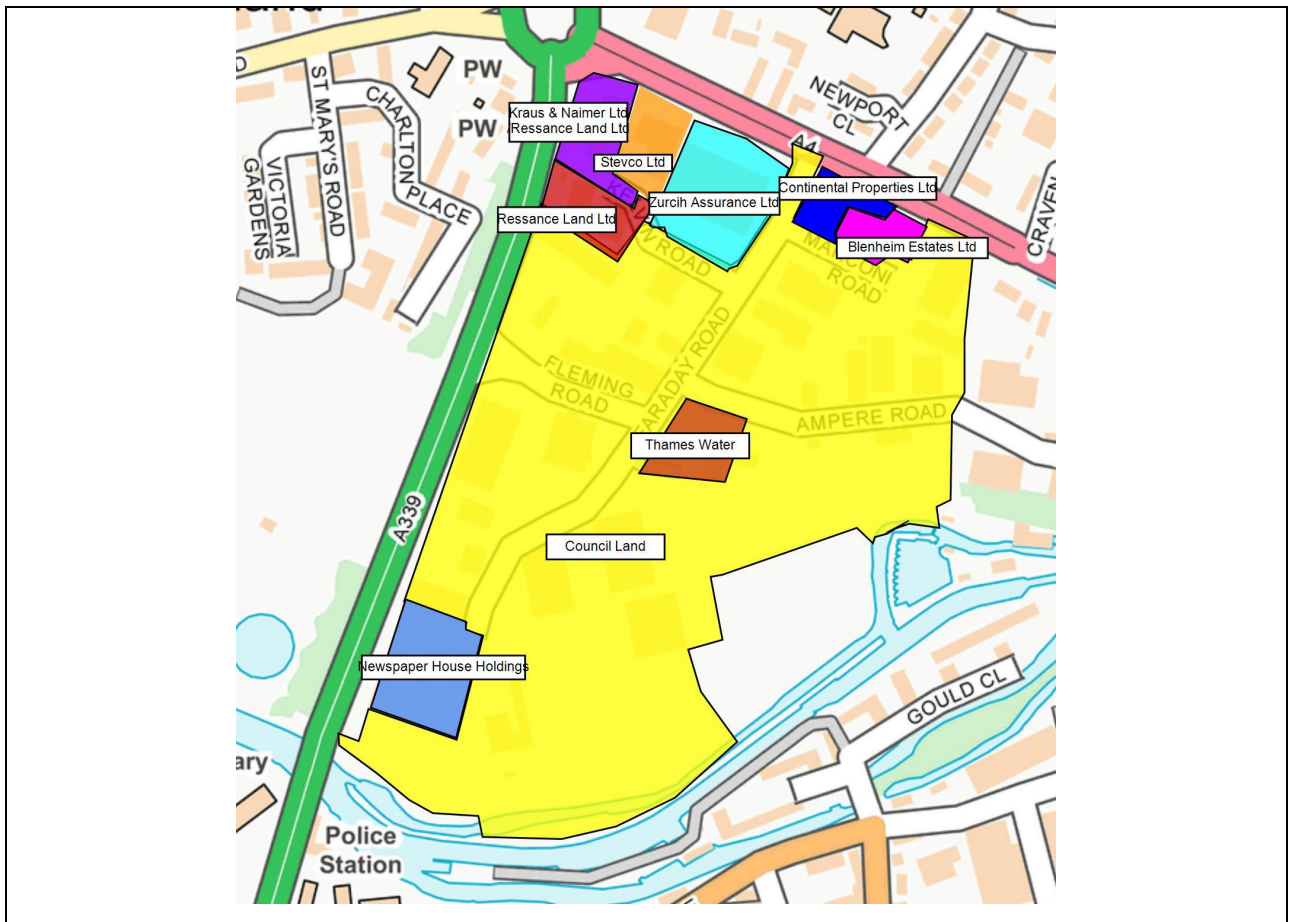 PW
PW
ST MARY'S ROAD
CHARLTON
PLACE
VICTORIA
GARDENS
NEWPORT
CL
A4
CRAVEN
Kraus & Naimer Ltd
/Ressance Land Ltd
Stevco Ltd
Continental Properties Ltd
Zurcih Assurance Ltd
Ressance Land Ltd
Blenheim Estates Ltd
ROAD
MARCONI
ROAD
FLEMING
ROAD
FARADAY ROAD
AMPERE ROAD
Thames Water
A339
Council Land
Newspaper House Holdings
GOULD CL
ary
Police
Station